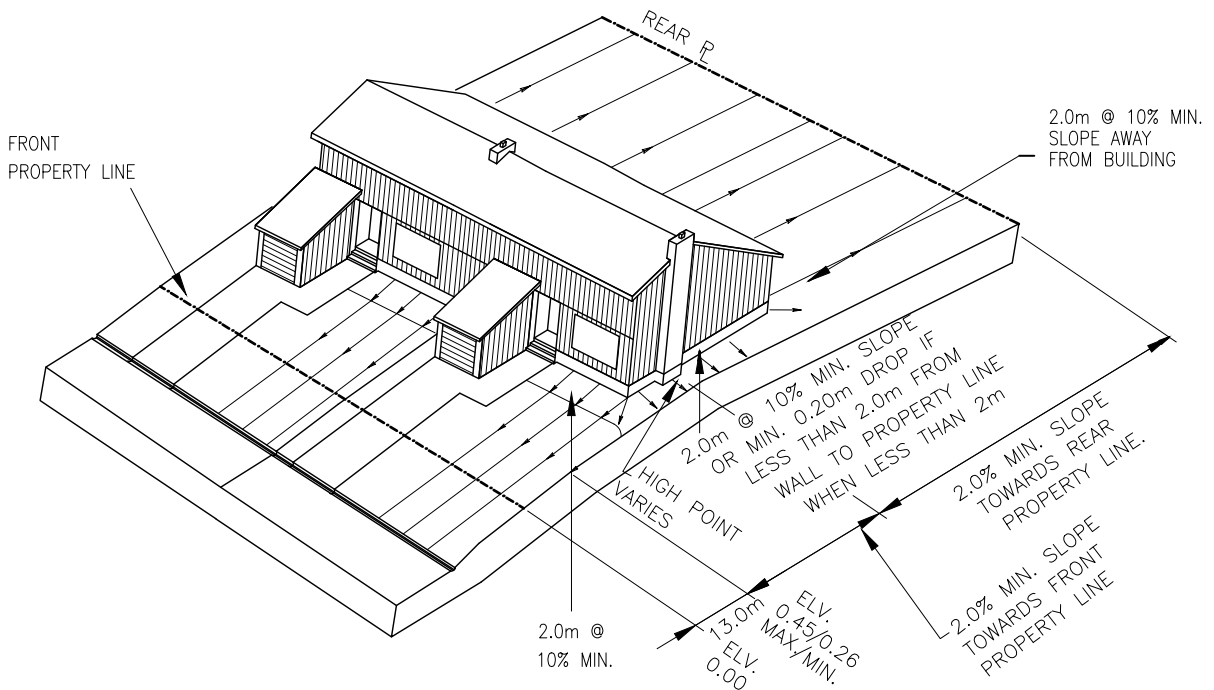 REAR PL
FRONT
PROPERTY LINE
2.0m @ 10% MIN.
SLOPE AWAY
FROM BUILDING
2.0m @ 10% MIN. SLOPE
OR MIN. 0.20m DROP IF
LESS THAN 2.0m FROM
WALL TO PROPERTY LINE
WHEN LESS THAN 2m
HIGH POINT
VARIES
2.0% MIN. SLOPE
TOWARDS REAR
PROPERTY LINE.
2.0% MIN. SLOPE
TOWARDS FRONT
PROPERTY LINE
2.0m @
10% MIN.
13.0m
ELV.
0.45/0.26
MAX./MIN.
ELV.
0.00